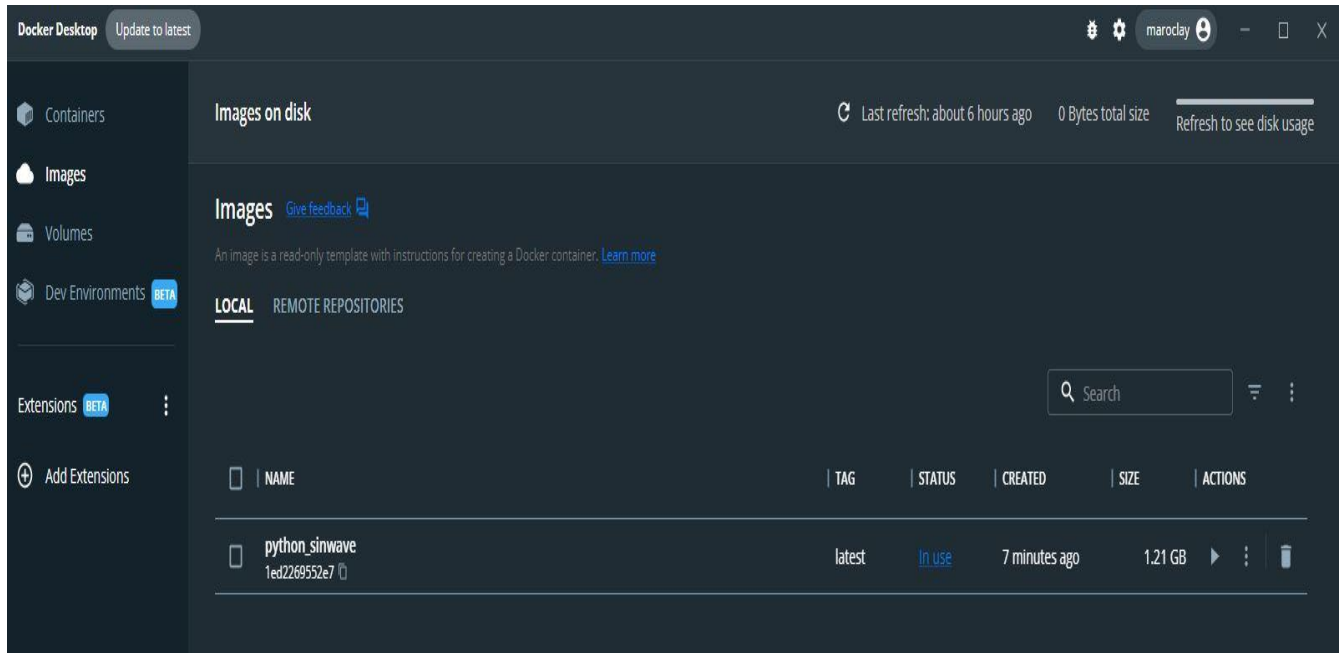 Docker Desktop Update to latest maroclay
Containers
Images
Volumes
Dev Environments BETA
Extensions BETA
Add Extensions
Images on disk Last refresh: about 6 hours ago 0 Bytes total size Refresh to see disk usage
Images Give feedback
An image is a read-only template with instructions for creating a Docker container. Learn more
LOCAL REMOTE REPOSITORIES
Search
NAME TAG STATUS CREATED SIZE ACTIONS
python_sinwave latest In use 7 minutes ago 1.21 GB
1ed2269552e7